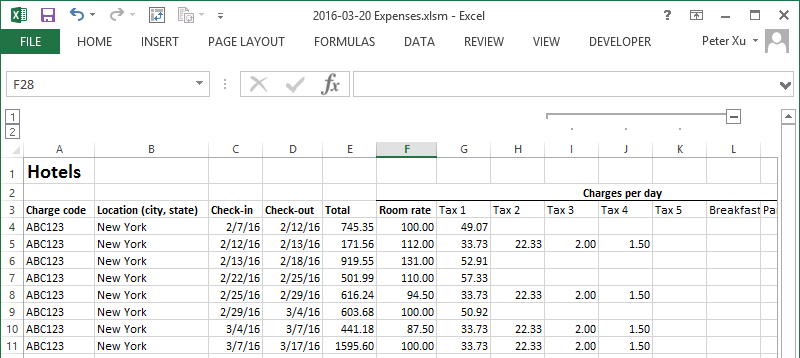 2016-03-20 Expenses.xlsm - Excel
FILE HOME INSERT PAGE LAYOUT FORMULAS DATA REVIEW VIEW DEVELOPER Peter Xu
F28 fx
1
2
A B C D E F G H I J K L
1 Hotels
2 Charges per day
3 Charge code Location (city, state) Check-in Check-out Total Room rate Tax 1 Tax 2 Tax 3 Tax 4 Tax 5 Breakfast Pa
4 ABC123 New York 2/7/16 2/12/16 745.35 100.00 49.07
5 ABC123 New York 2/12/16 2/13/16 171.56 112.00 33.73 22.33 2.00 1.50
6 ABC123 New York 2/13/16 2/18/16 919.55 131.00 52.91
7 ABC123 New York 2/22/16 2/25/16 501.99 110.00 57.33
8 ABC123 New York 2/25/16 2/29/16 616.24 94.50 33.73 22.33 2.00 1.50
9 ABC123 New York 2/29/16 3/4/16 603.68 100.00 50.92
10 ABC123 New York 3/4/16 3/7/16 441.18 87.50 33.73 22.33 2.00 1.50
11 ABC123 New York 3/7/16 3/17/16 1595.60 100.00 33.73 22.33 2.00 1.50